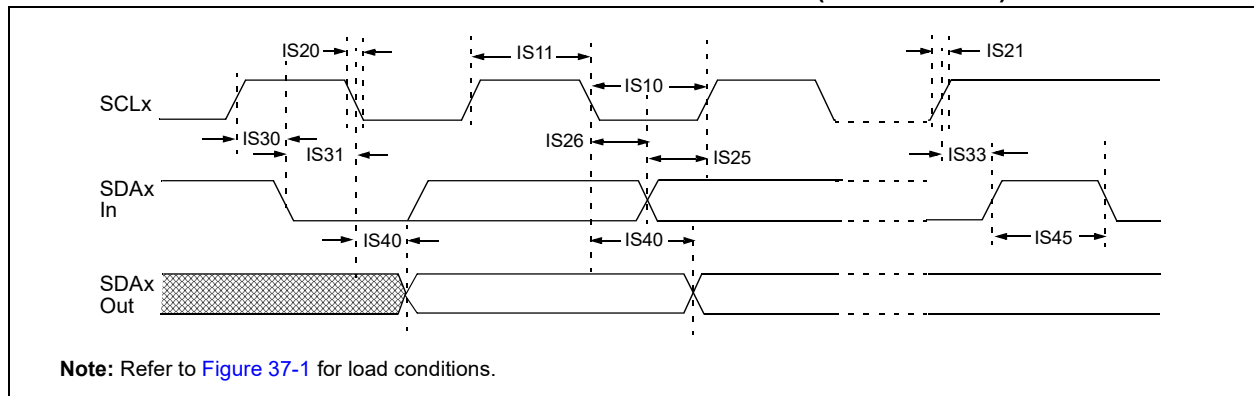 IS20
IS11
IS21
IS10
SCLx
IS30
IS31
IS26
IS25
IS33
SDAx
In
IS40
IS40
IS45
SDAx
Out
Note: Refer to Figure 37-1 for load conditions.